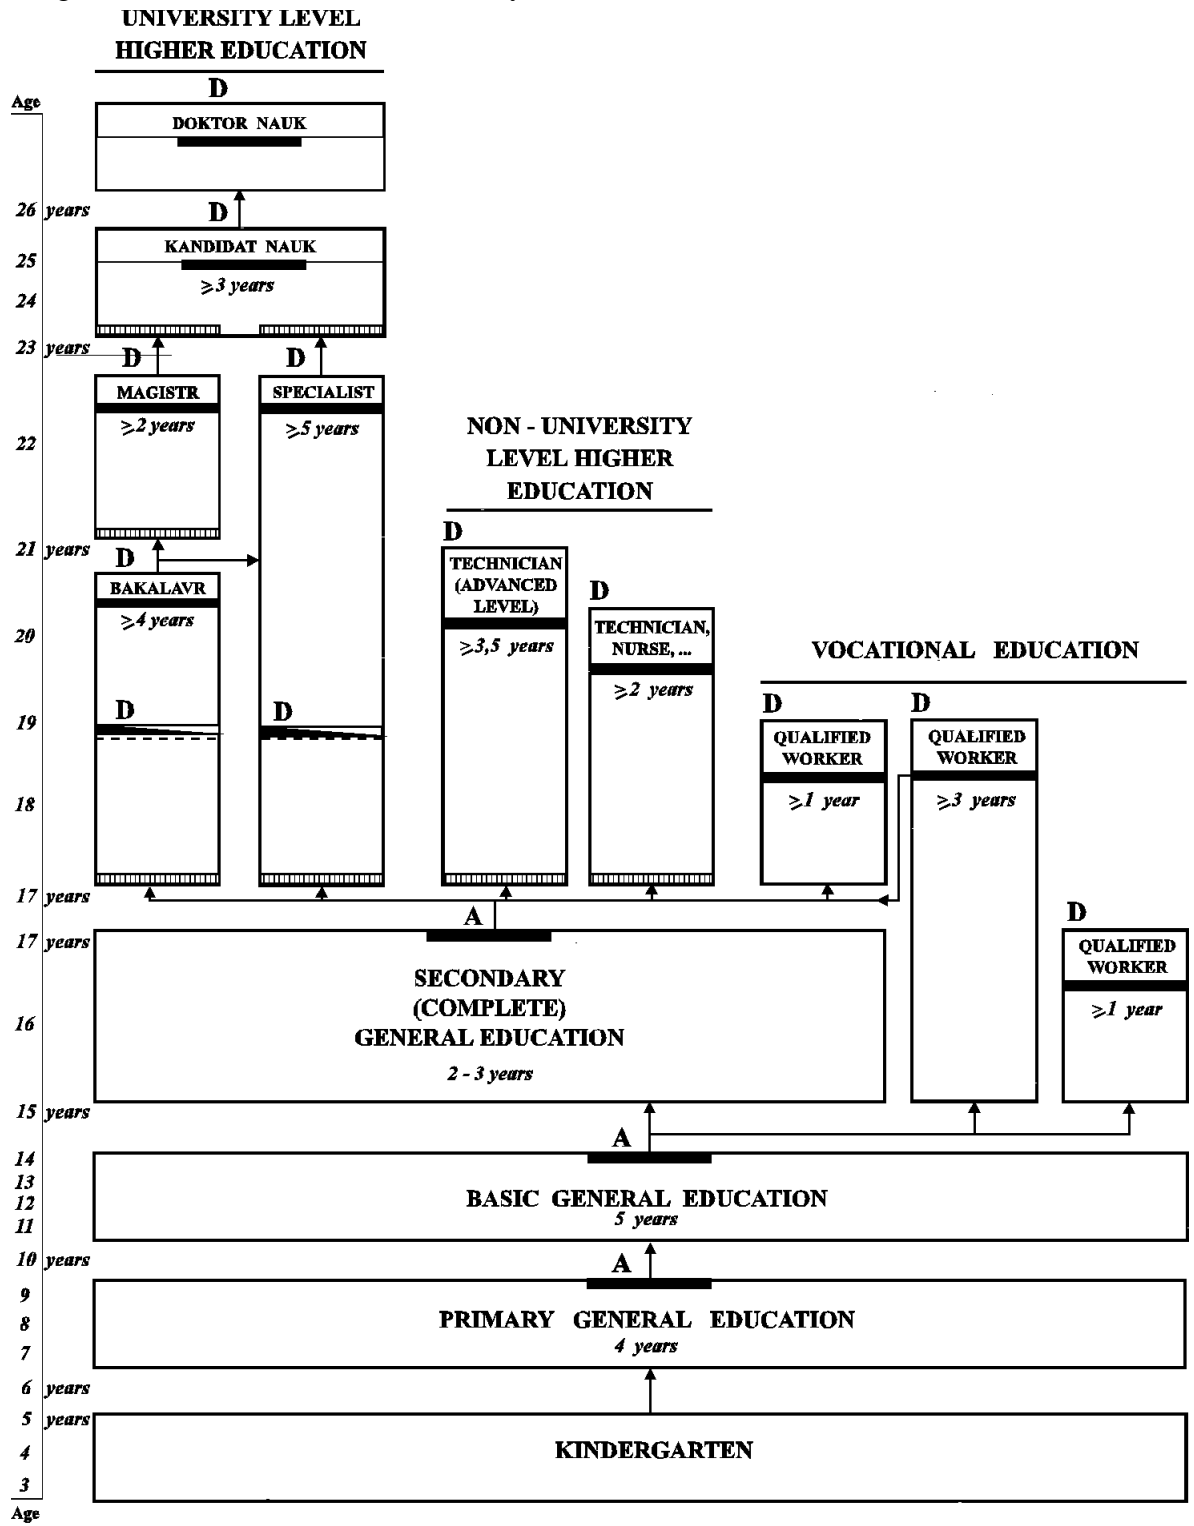 UNIVERSITY LEVEL
HIGHER EDUCATION
D
Age
DOKTOR NAUK
26 years
D
KANDIDAT NAUK
25
⩾3 years
24
23 years
D
D
MAGISTR
SPECIALIST
⩾2 years
⩾5 years
22
NON - UNIVERSITY
LEVEL HIGHER
EDUCATION
21 years
D
D
TECHNICIAN
(ADVANCED
LEVEL)
BAKALAVR
D
⩾4 years
20
TECHNICIAN,
NURSE, ...
⩾3,5 years
⩾2 years
VOCATIONAL EDUCATION
19
D
D
D
D
QUALIFIED
WORKER
QUALIFIED
WORKER
18
⩾1 year
⩾3 years
17 years
A
D
17 years
QUALIFIED
WORKER
SECONDARY
(COMPLETE)
GENERAL EDUCATION
⩾1 year
16
2 - 3 years
15 years
A
14
13
12
11
BASIC GENERAL EDUCATION
5 years
10 years
A
9
8
7
PRIMARY GENERAL EDUCATION
4 years
6 years
5 years
KINDERGARTEN
4
3
Age